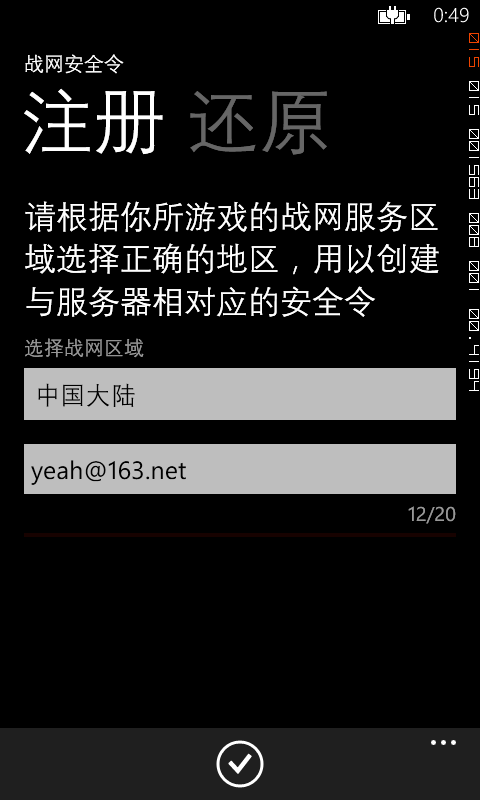 0:49
战网安全令
注册 还原
请根据你所游戏的战网服务区
域选择正确的地区，用以创建
与服务器相对应的安全令
选择战网区域
中国大陆
yeah@163.net
12/20